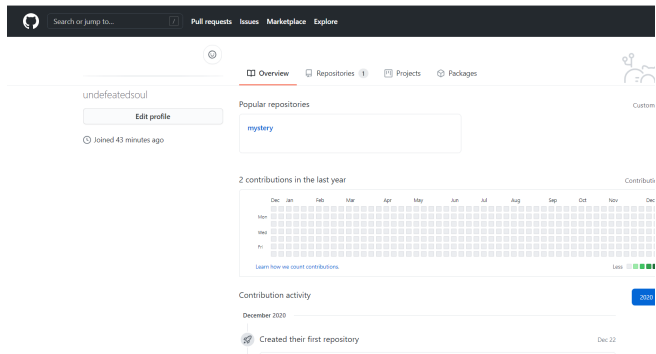 Search or jump to... /
Pull requests Issues Marketplace Explore
Overview Repositories 1 Projects Packages
undefeatedsoul
Edit profile
Joined 43 minutes ago
Popular repositories
Custom
mystery
2 contributions in the last year
Contributi
Dec Jan Feb Mar Apr May Jun Jul Aug Sep Oct Nov Dec
Mon
Wed
Fri
Learn how we count contributions.
Less
Contribution activity
2020
December 2020
Created their first repository
Dec 22